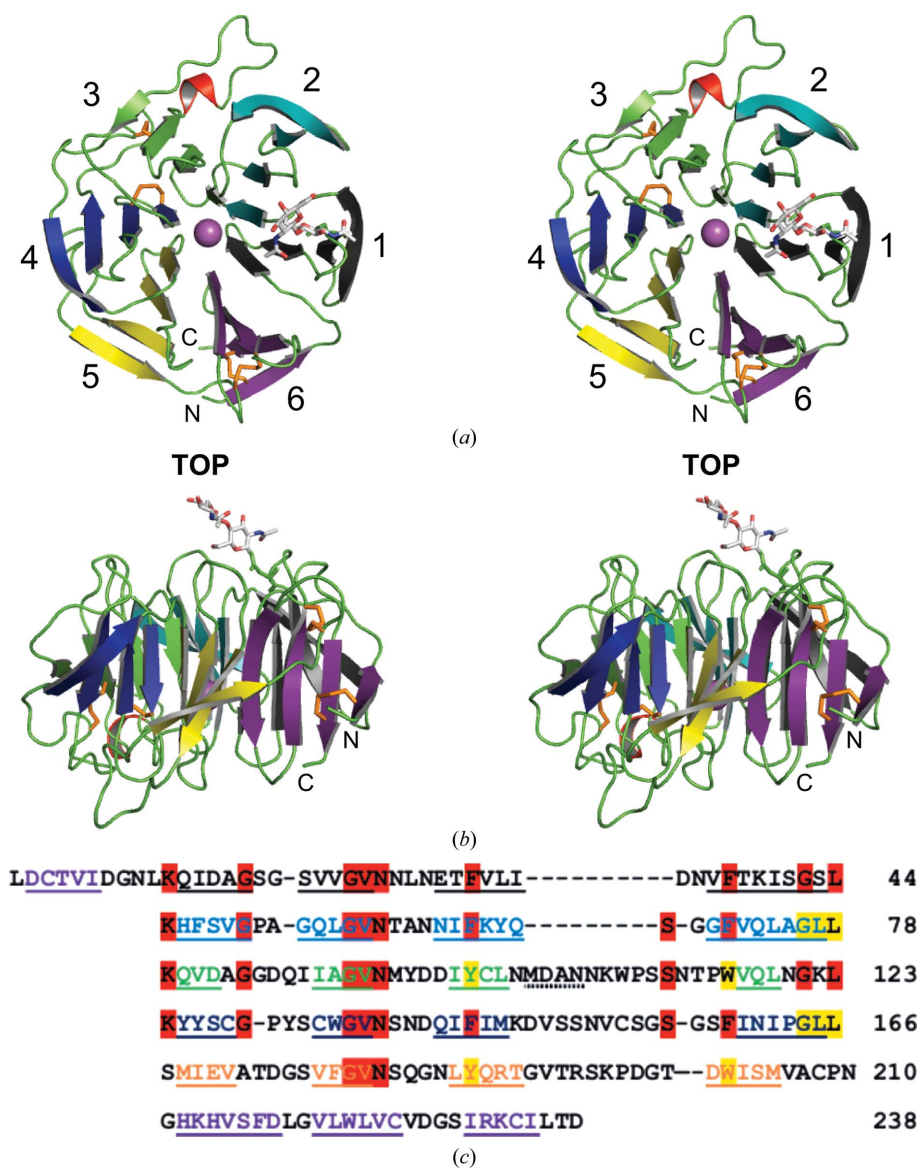 (a)
3 2 3 2
4 1 4 1
5 C 6 5 C 6
N N
TOP TOP
(b)
N N
C C
LDCTVIDGNLKQIDAGSG-SVVGVNNLNETFVLI----------DNVFTKISGSL 44
KHFSVGPA-GQLGVNTANNIFKYQ---------S-GGFVQLAGLL 78
KQVDAGGDQIIAGVNMYDDIYCLNMDANNKWPSSNTPWVQLNGKL 123
KYYSCG-PYSCWGVNSNDQIFIMKDVSSNVCSGS-GSFINIPGLL 166
SMIEVATDGSVFGVNSQGNLYQRTGVTRSKPDGT—-DWISMVACPN 210
GHKHVSFDLGVLWLVCVDGSIRKCILTD 238
(c)